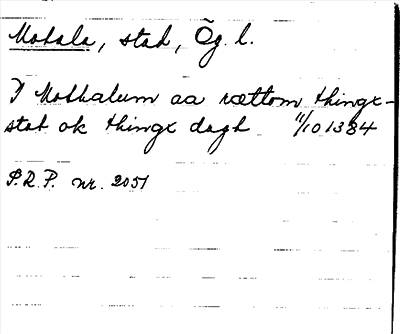 Motala, stad, Ög. l.
I Mothalum aa rættom thingx-
stat ok thingx dagh 11/10 1384
S.R.P. nr. 2051